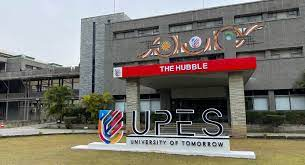 THE HUBBLE
UPES
UNIVERSITY OF TOMORROW